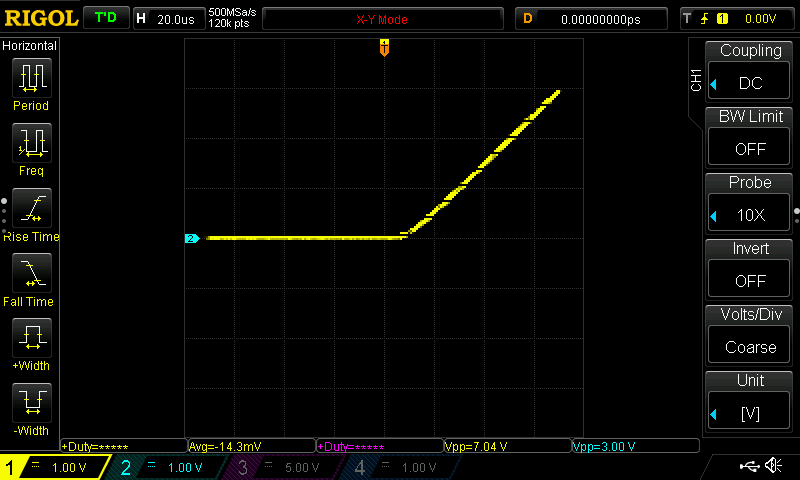 RIGOL T'D H 20.0us 500MSa/s 120k pts X-Y Mode D 0.00000000ps T 1 0.00V
Horizontal
Period
Freq
Rise Time
Fall Time
+Width
-Width
T
2
CH1
Coupling
DC
BW Limit
OFF
Probe
10X
Invert
OFF
Volts/Div
Coarse
Unit
[V]
+Duty=***** Avg=-14.3mV +Duty=***** Vpp=7.04 V Vpp=3.00 V
1 = 1.00 V 2 = 1.00 V 3 = 5.00 V 4 = 1.00 V